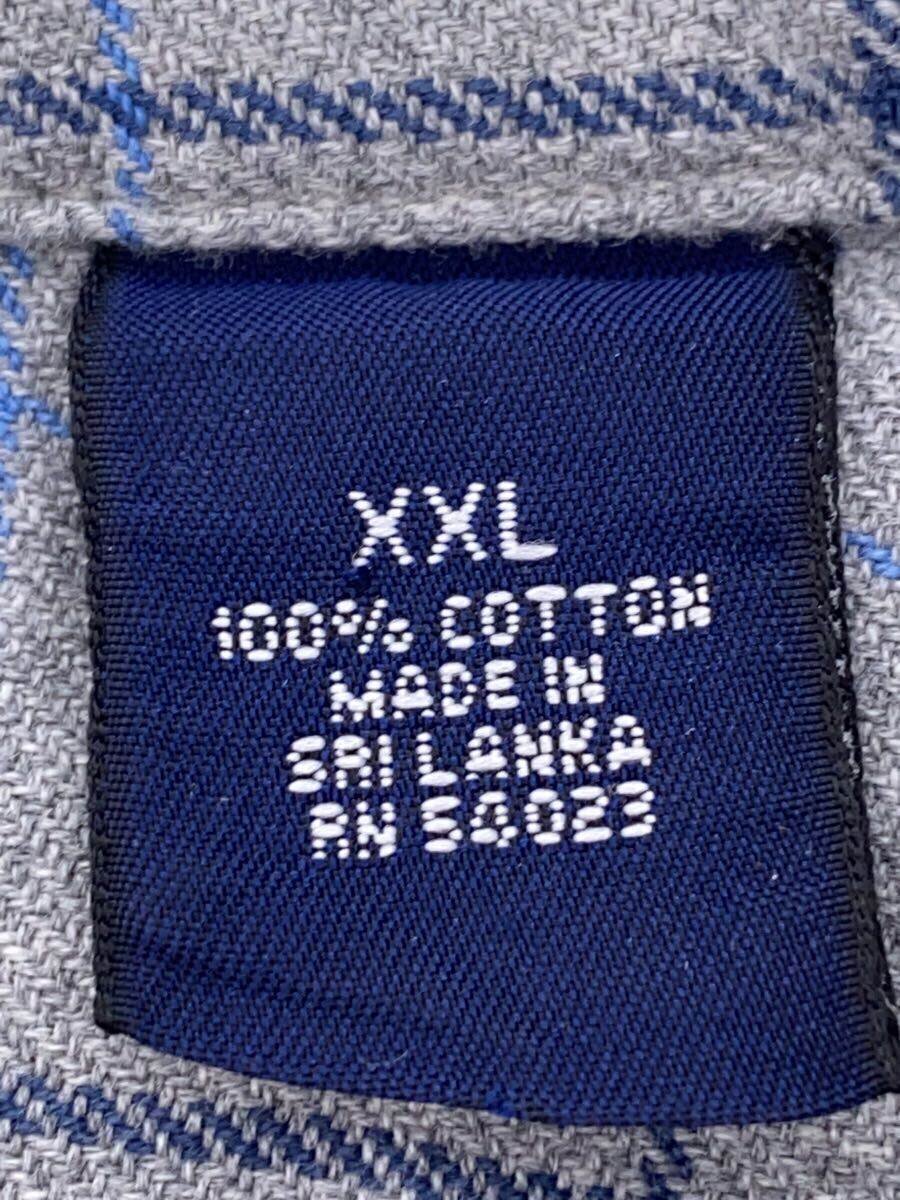 XXL
100% COTTON
MADE IN
SRI LANKA
RN 54023